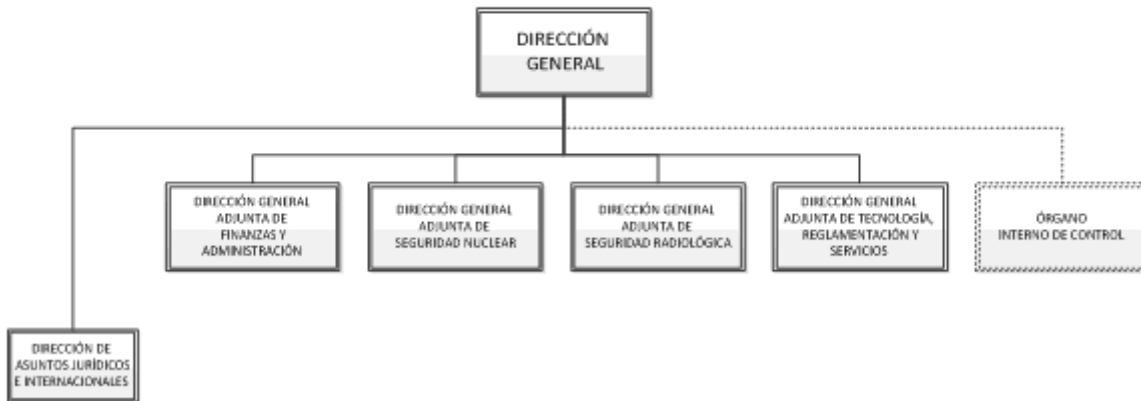 DIRECCIÓN
GENERAL
DIRECCIÓN GENERAL
ADJUNTA DE
FINANZAS Y
ADMINISTRACIÓN
DIRECCIÓN GENERAL
ADJUNTA DE
SEGURIDAD NUCLEAR
DIRECCIÓN GENERAL
ADJUNTA DE
SEGURIDAD RADIOLÓGICA
DIRECCIÓN GENERAL
ADJUNTA DE TECNOLOGÍA,
REGLAMENTACIÓN Y
SERVICIOS
ÓRGANO
INTERNO DE CONTROL
DIRECCIÓN DE
ASUNTOS JURÍDICOS
E INTERNACIONALES